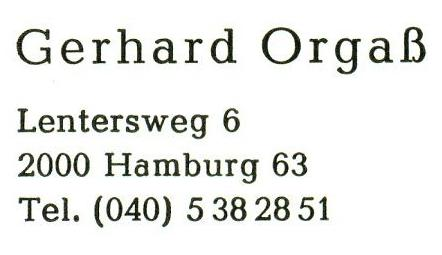 Gerhard Orgaß
Lentersweg 6
2000 Hamburg 63
Tel. (040) 5 38 28 51